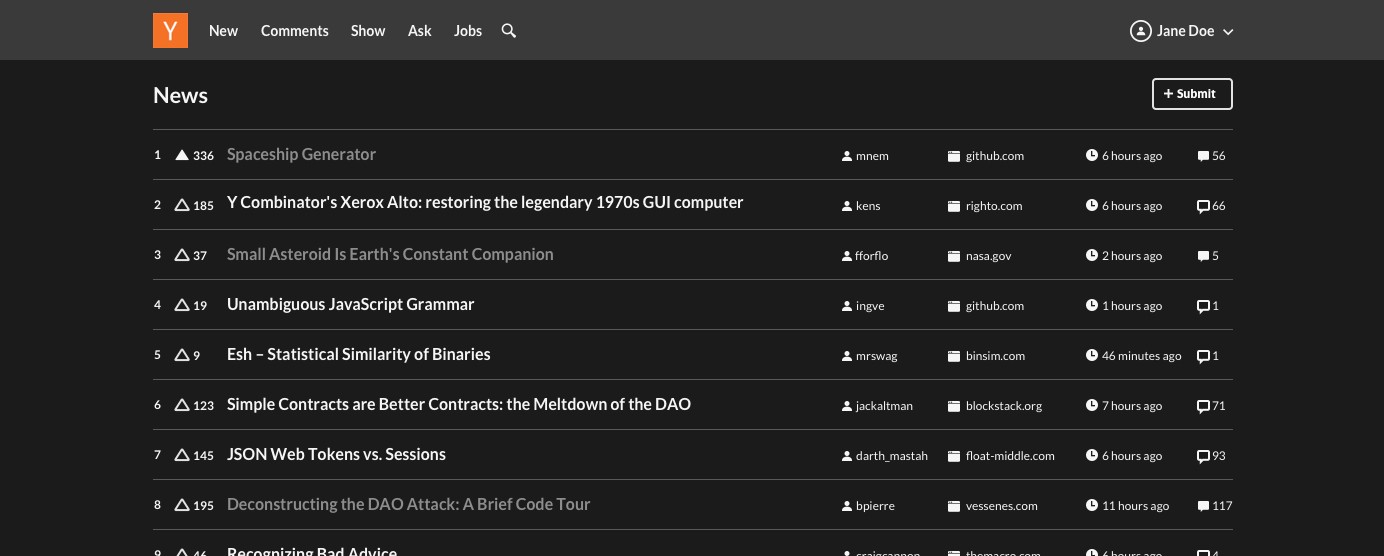 Y New Comments Show Ask Jobs Jane Doe
News + Submit
1 336 Spaceship Generator mnem github.com 6 hours ago 56
2 185 Y Combinator's Xerox Alto: restoring the legendary 1970s GUI computer kens righto.com 6 hours ago 66
3 37 Small Asteroid Is Earth's Constant Companion fforflo nasa.gov 2 hours ago 5
4 19 Unambiguous JavaScript Grammar ingve github.com 1 hours ago 1
5 9 Esh – Statistical Similarity of Binaries mrswag binsim.com 46 minutes ago 1
6 123 Simple Contracts are Better Contracts: the Meltdown of the DAO jackaltman blockstack.org 7 hours ago 71
7 145 JSON Web Tokens vs. Sessions darth_mastah float-middle.com 6 hours ago 93
8 195 Deconstructing the DAO Attack: A Brief Code Tour bpierre vessenes.com 11 hours ago 117
9 46 Recognizing Bad Advice craigcannon themacro.com 6 hours ago 4